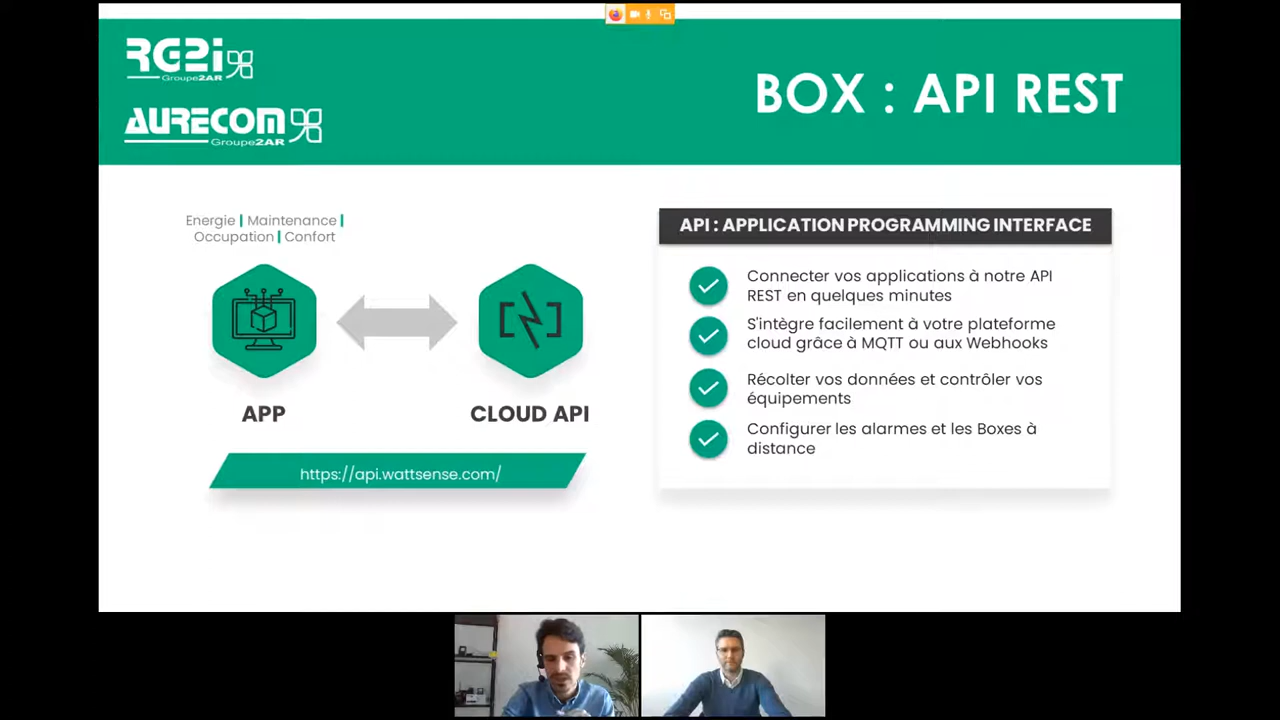 RG2i
Groupe2AR
AURECOM
Groupe2AR
BOX : API REST
Energie | Maintenance |
Occupation | Confort
APP
CLOUD API
https://api.wattsense.com/
API : APPLICATION PROGRAMMING INTERFACE
Connecter vos applications à notre API
REST en quelques minutes
S'intègre facilement à votre plateforme
cloud grâce à MQTT ou aux Webhooks
Récolter vos données et contrôler vos
équipements
Configurer les alarmes et les Boxes à
distance